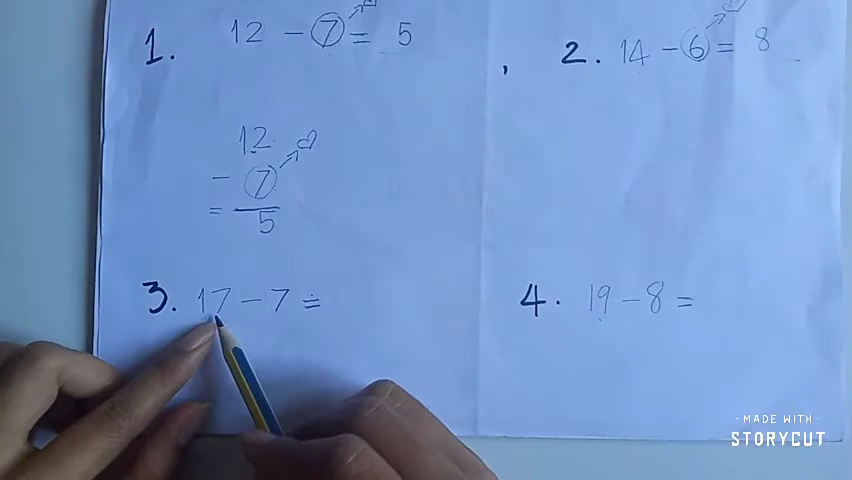 1. 12 - 7 = 5
2. 14 - 6 = 8
12
- 7
= 5
3. 17 - 7 =
4. 19 - 8 =
- MADE WITH -
STORYCUT